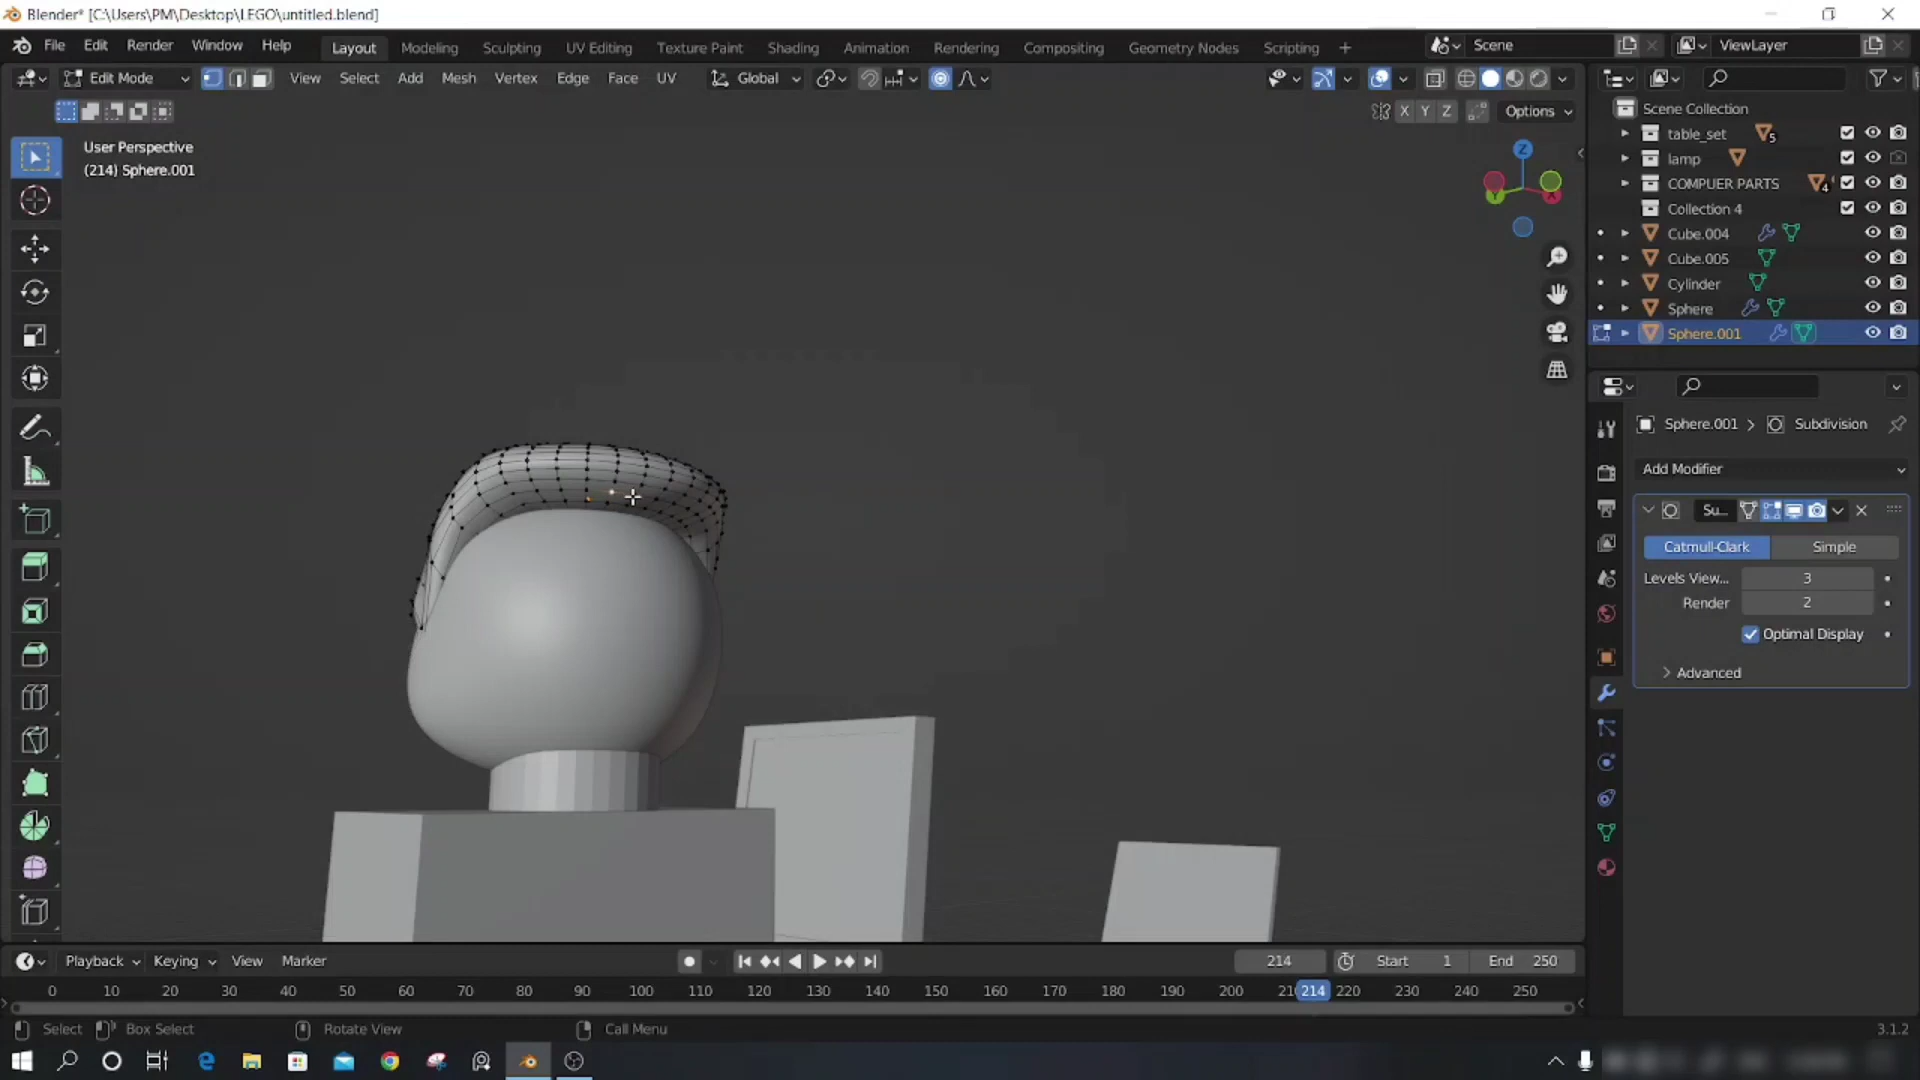 Blender* [C:\Users\PM\Desktop\LEGO\untitled.blend]
File Edit Render Window Help Layout Modeling Sculpting UV Editing Texture Paint Shading Animation Rendering Compositing Geometry Nodes Scripting + Scene ViewLayer
Edit Mode View Select Add Mesh Vertex Edge Face UV Global
X Y Z Options
User Perspective
(214) Sphere.001
Z
Y
X
Scene Collection
table_set 5
lamp
COMPUER PARTS 4
Collection 4
Cube.004
Cube.005
Cylinder
Sphere
Sphere.001
Sphere.001 > Subdivision
Add Modifier
Su...
Catmull-Clark Simple
Levels View... 3
Render 2
Optimal Display
Advanced
Playback Keying View Marker 214 Start 1 End 250
0 10 20 30 40 50 60 70 80 90 100 110 120 130 140 150 160 170 180 190 200 21 214 220 230 240 250
Select Box Select Rotate View Call Menu 3.1.2